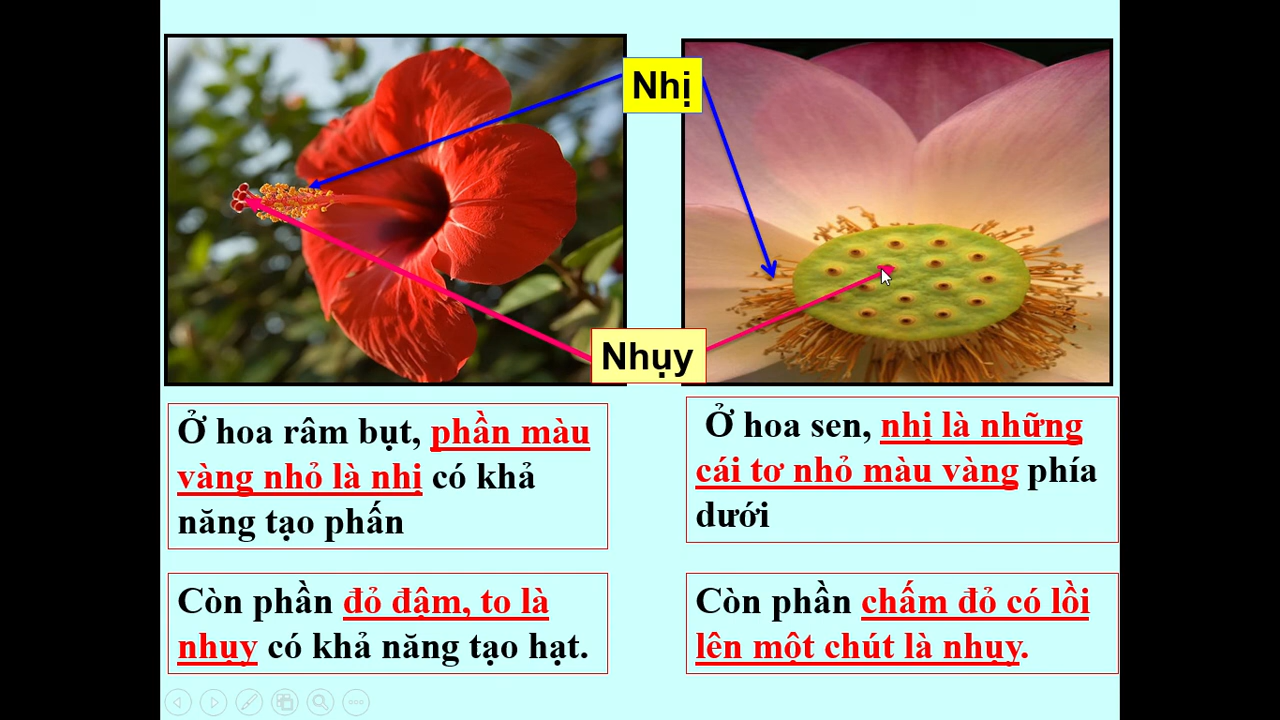 Nhị
Nhụy
Ở hoa râm bụt, phần màu
vàng nhỏ là nhị có khả
năng tạo phấn
Ở hoa sen, nhị là những
cái tơ nhỏ màu vàng phía
dưới
Còn phần đỏ đậm, to là
nhụy có khả năng tạo hạt.
Còn phần chấm đỏ có lồi
lên một chút là nhụy.